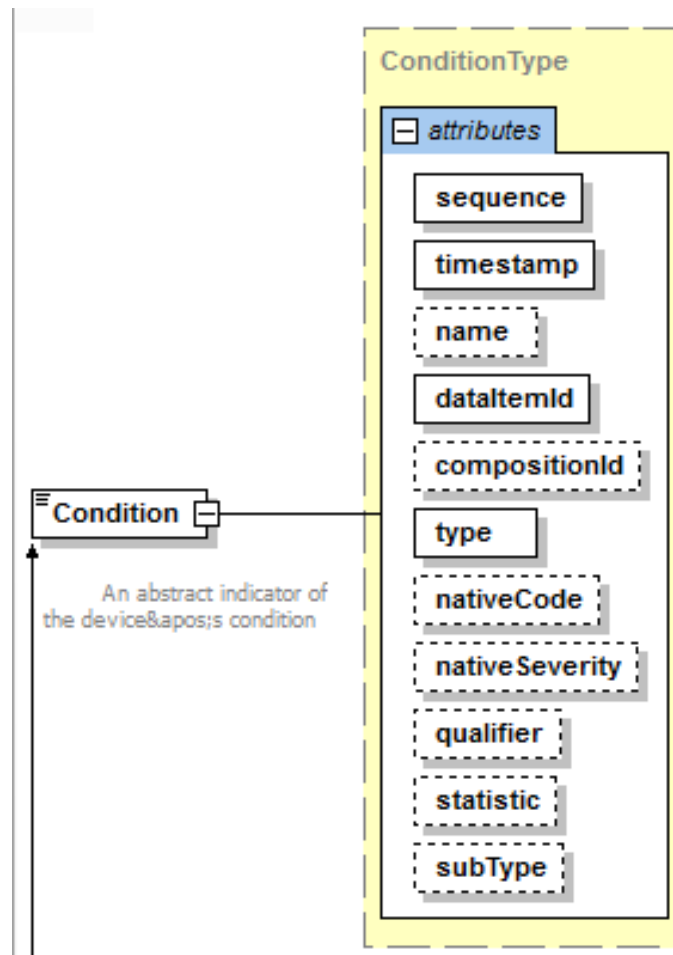 ConditionType
attributes
sequence
timestamp
name
dataItemId
compositionId
Condition
type
An abstract indicator of
the device&apos;s condition
nativeCode
nativeSeverity
qualifier
statistic
subType